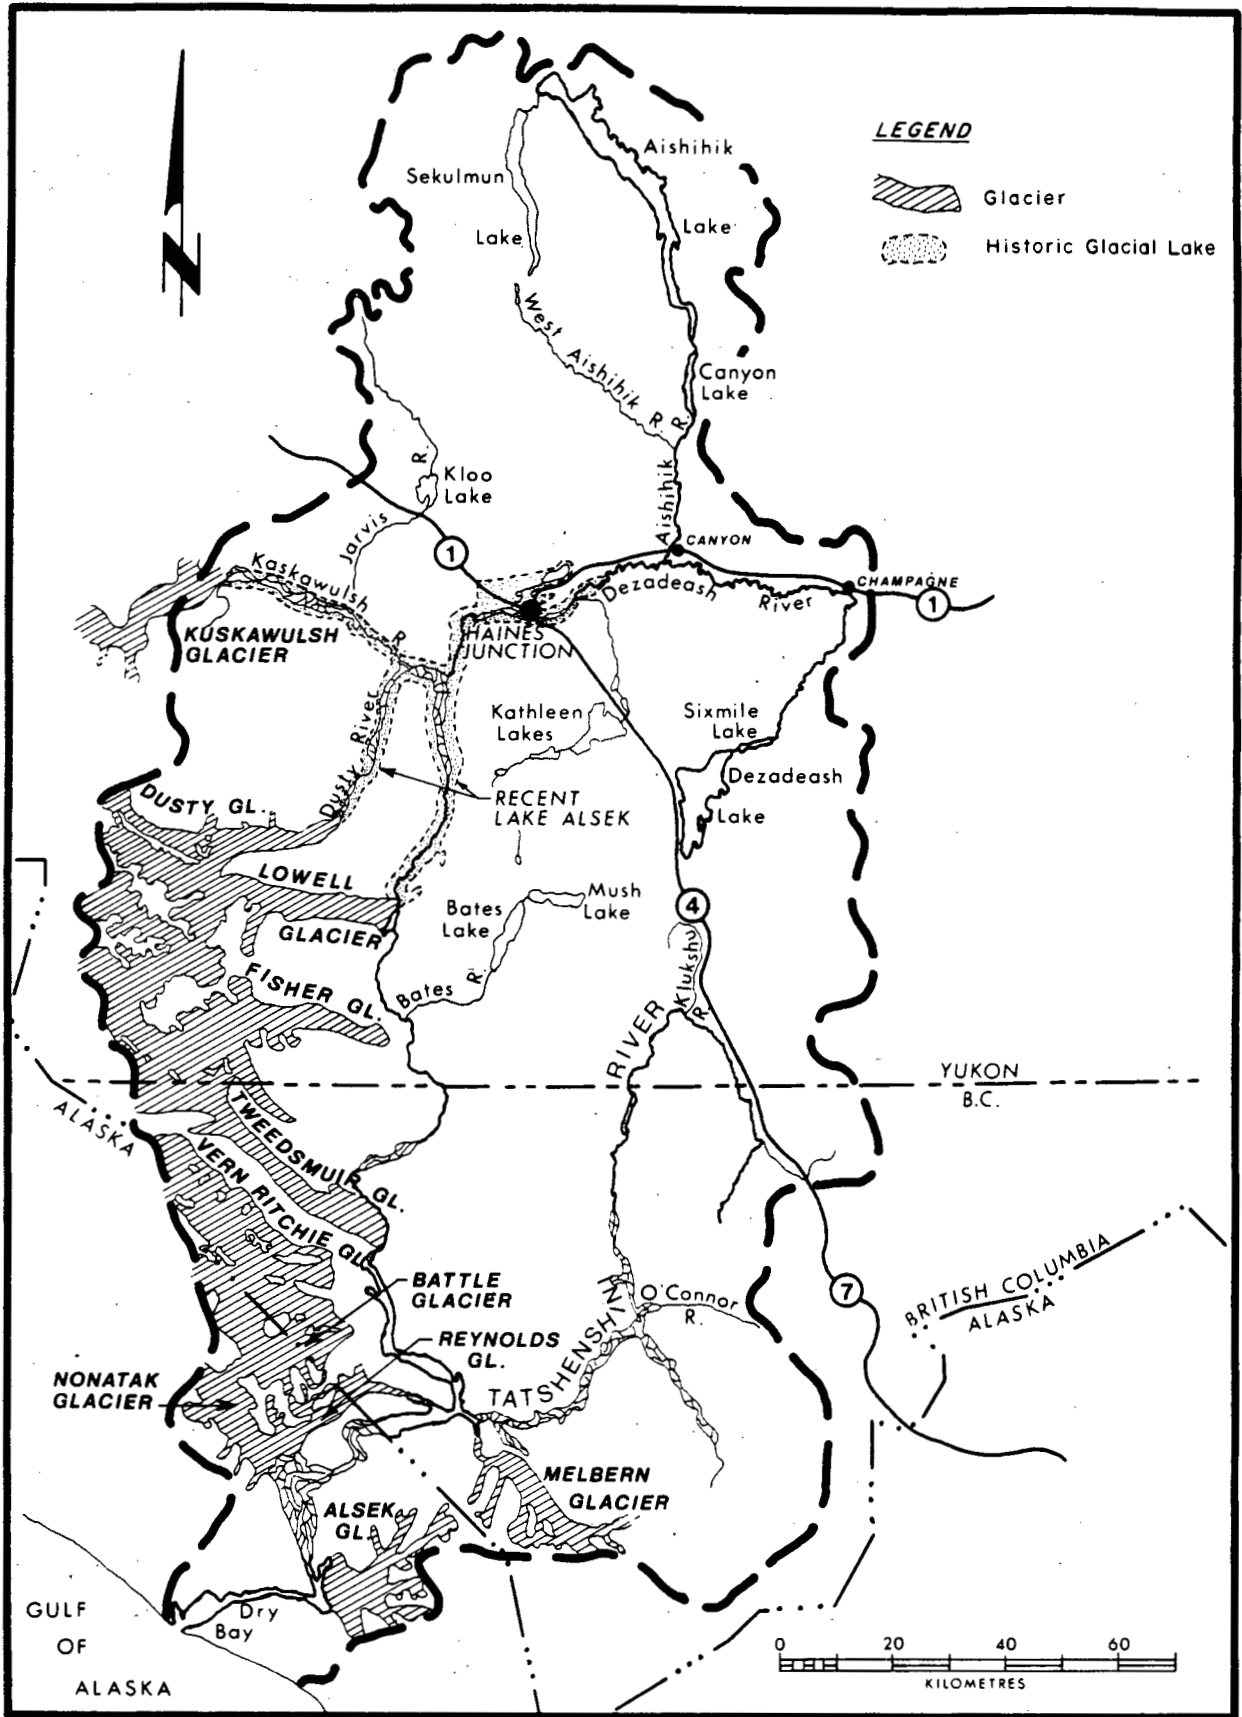 LEGEND
Glacier
Historic Glacial Lake
N
Aishihik
Lake
Sekulmun
Lake
West Aishihik R.
Canyon
Lake
Aishihik R.
R.
Kloo
Lake
Jarvis
1
CANYON
CHAMPAGNE
1
Kaskawulsh
R.
KUSKAWULSH
GLACIER
HAINES
JUNCTION
Dezadeash
River
Kathleen
Lakes
Sixmile
Lake
Dezadeash
Lake
Dusty River
RECENT
LAKE ALSEK
DUSTY GL.
LOWELL
GLACIER
Mush
Lake
Bates
Lake
4
Klukshu
R.
FISHER GL.
Bates R.
RIVER
YUKON
B.C.
ALASKA
TWEEDSMUIR GL.
VERN RITCHIE GL.
BATTLE
GLACIER
REYNOLDS
GL.
NONATAK
GLACIER
O'Connor
R.
7
BRITISH COLUMBIA
ALASKA
TATSHENSHINI
MELBERN
GLACIER
ALSEK
GL.
Dry
Bay
GULF
OF
ALASKA
0 20 40 60
KILOMETRES